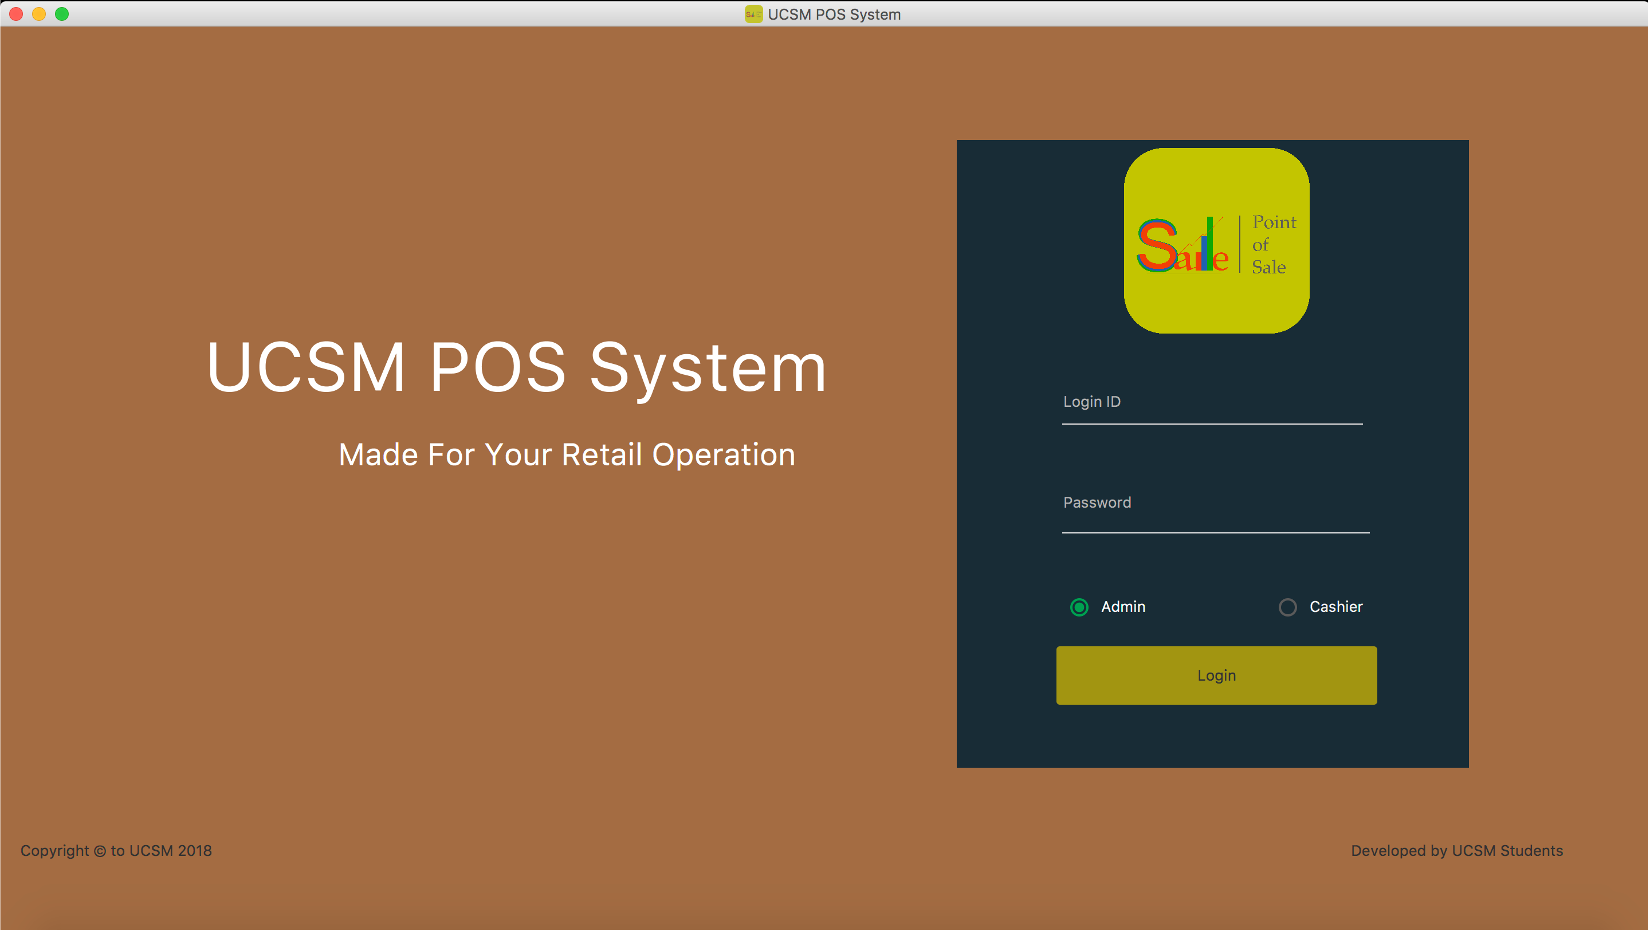 UCSM POS System
UCSM POS System
Made For Your Retail Operation
Sale
Point
of
Sale
Login ID
Password
Admin
Cashier
Login
Copyright © to UCSM 2018
Developed by UCSM Students